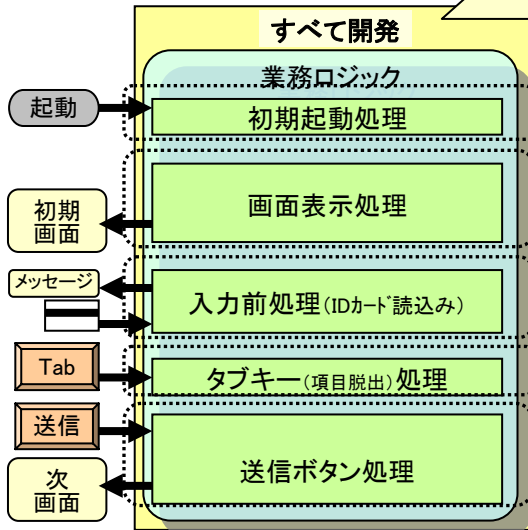 すべて開発
業務ロジック
起動
初期起動処理
初期
画面
画面表示処理
メッセージ
入力前処理(IDｶｰﾄﾞ読込み)
Tab
タブキー(項目脱出)処理
送信
送信ボタン処理
次
画面